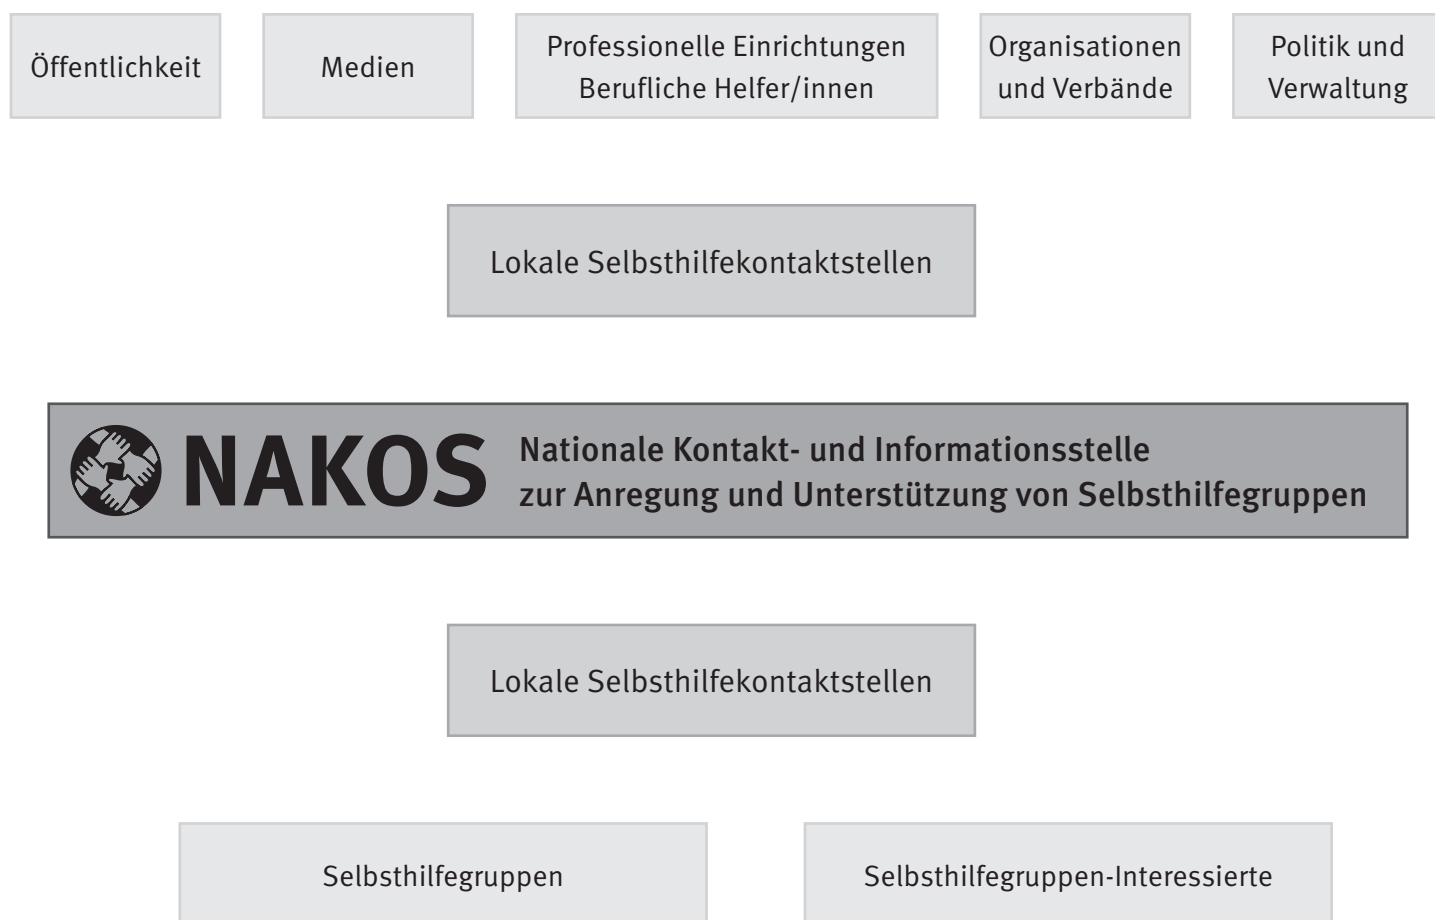 Öffentlichkeit
Medien
Professionelle Einrichtungen
Berufliche Helfer/innen
Organisationen
und Verbände
Politik und
Verwaltung
Lokale Selbsthilfekontaktstellen
NAKOS
Nationale Kontakt- und Informationsstelle
zur Anregung und Unterstützung von Selbsthilfegruppen
Lokale Selbsthilfekontaktstellen
Selbsthilfegruppen
Selbsthilfegruppen-Interessierte